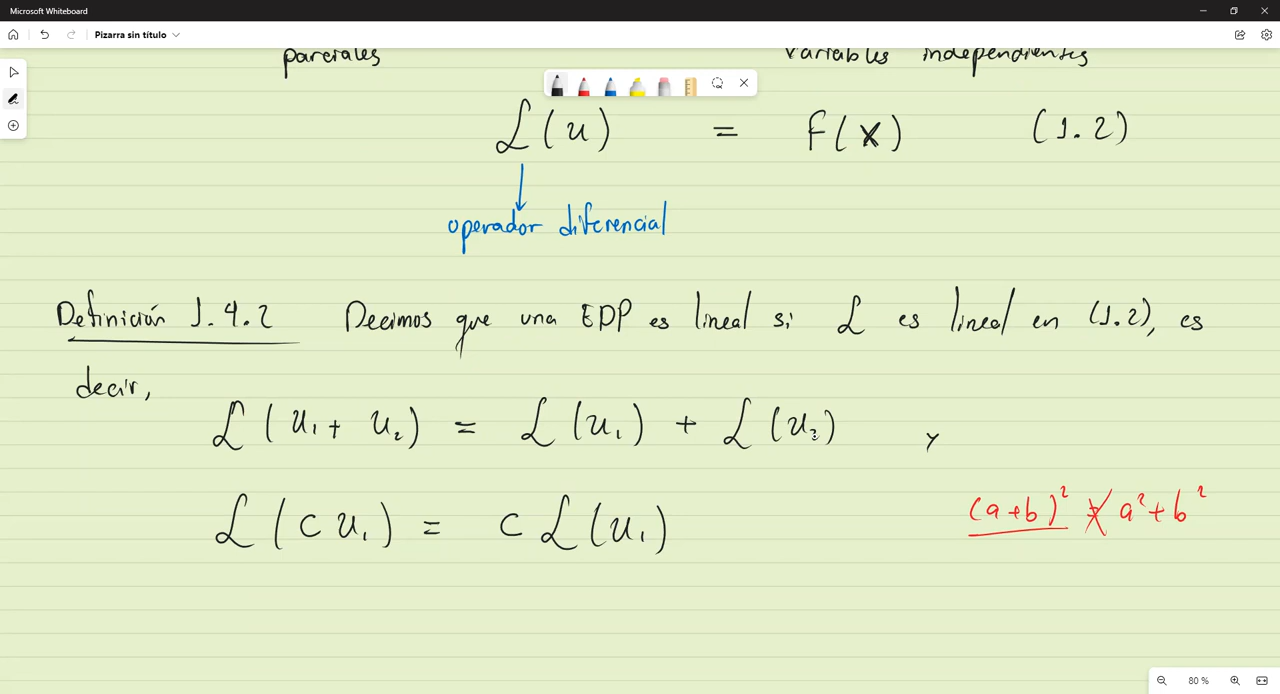 Microsoft Whiteboard
Pizarra sin título
parciales variables independientes
ℒ(u) = f(x) (1.2)
operador diferencial
Definición 1.4.2 Decimos que una EDP es lineal si ℒ es lineal en (1.2), es
decir,
ℒ(u₁ + u₂) = ℒ(u₁) + ℒ(u₂) y
(a+b)² ≠ a² + b²
ℒ(c u₁) = c ℒ(u₁)
80 %